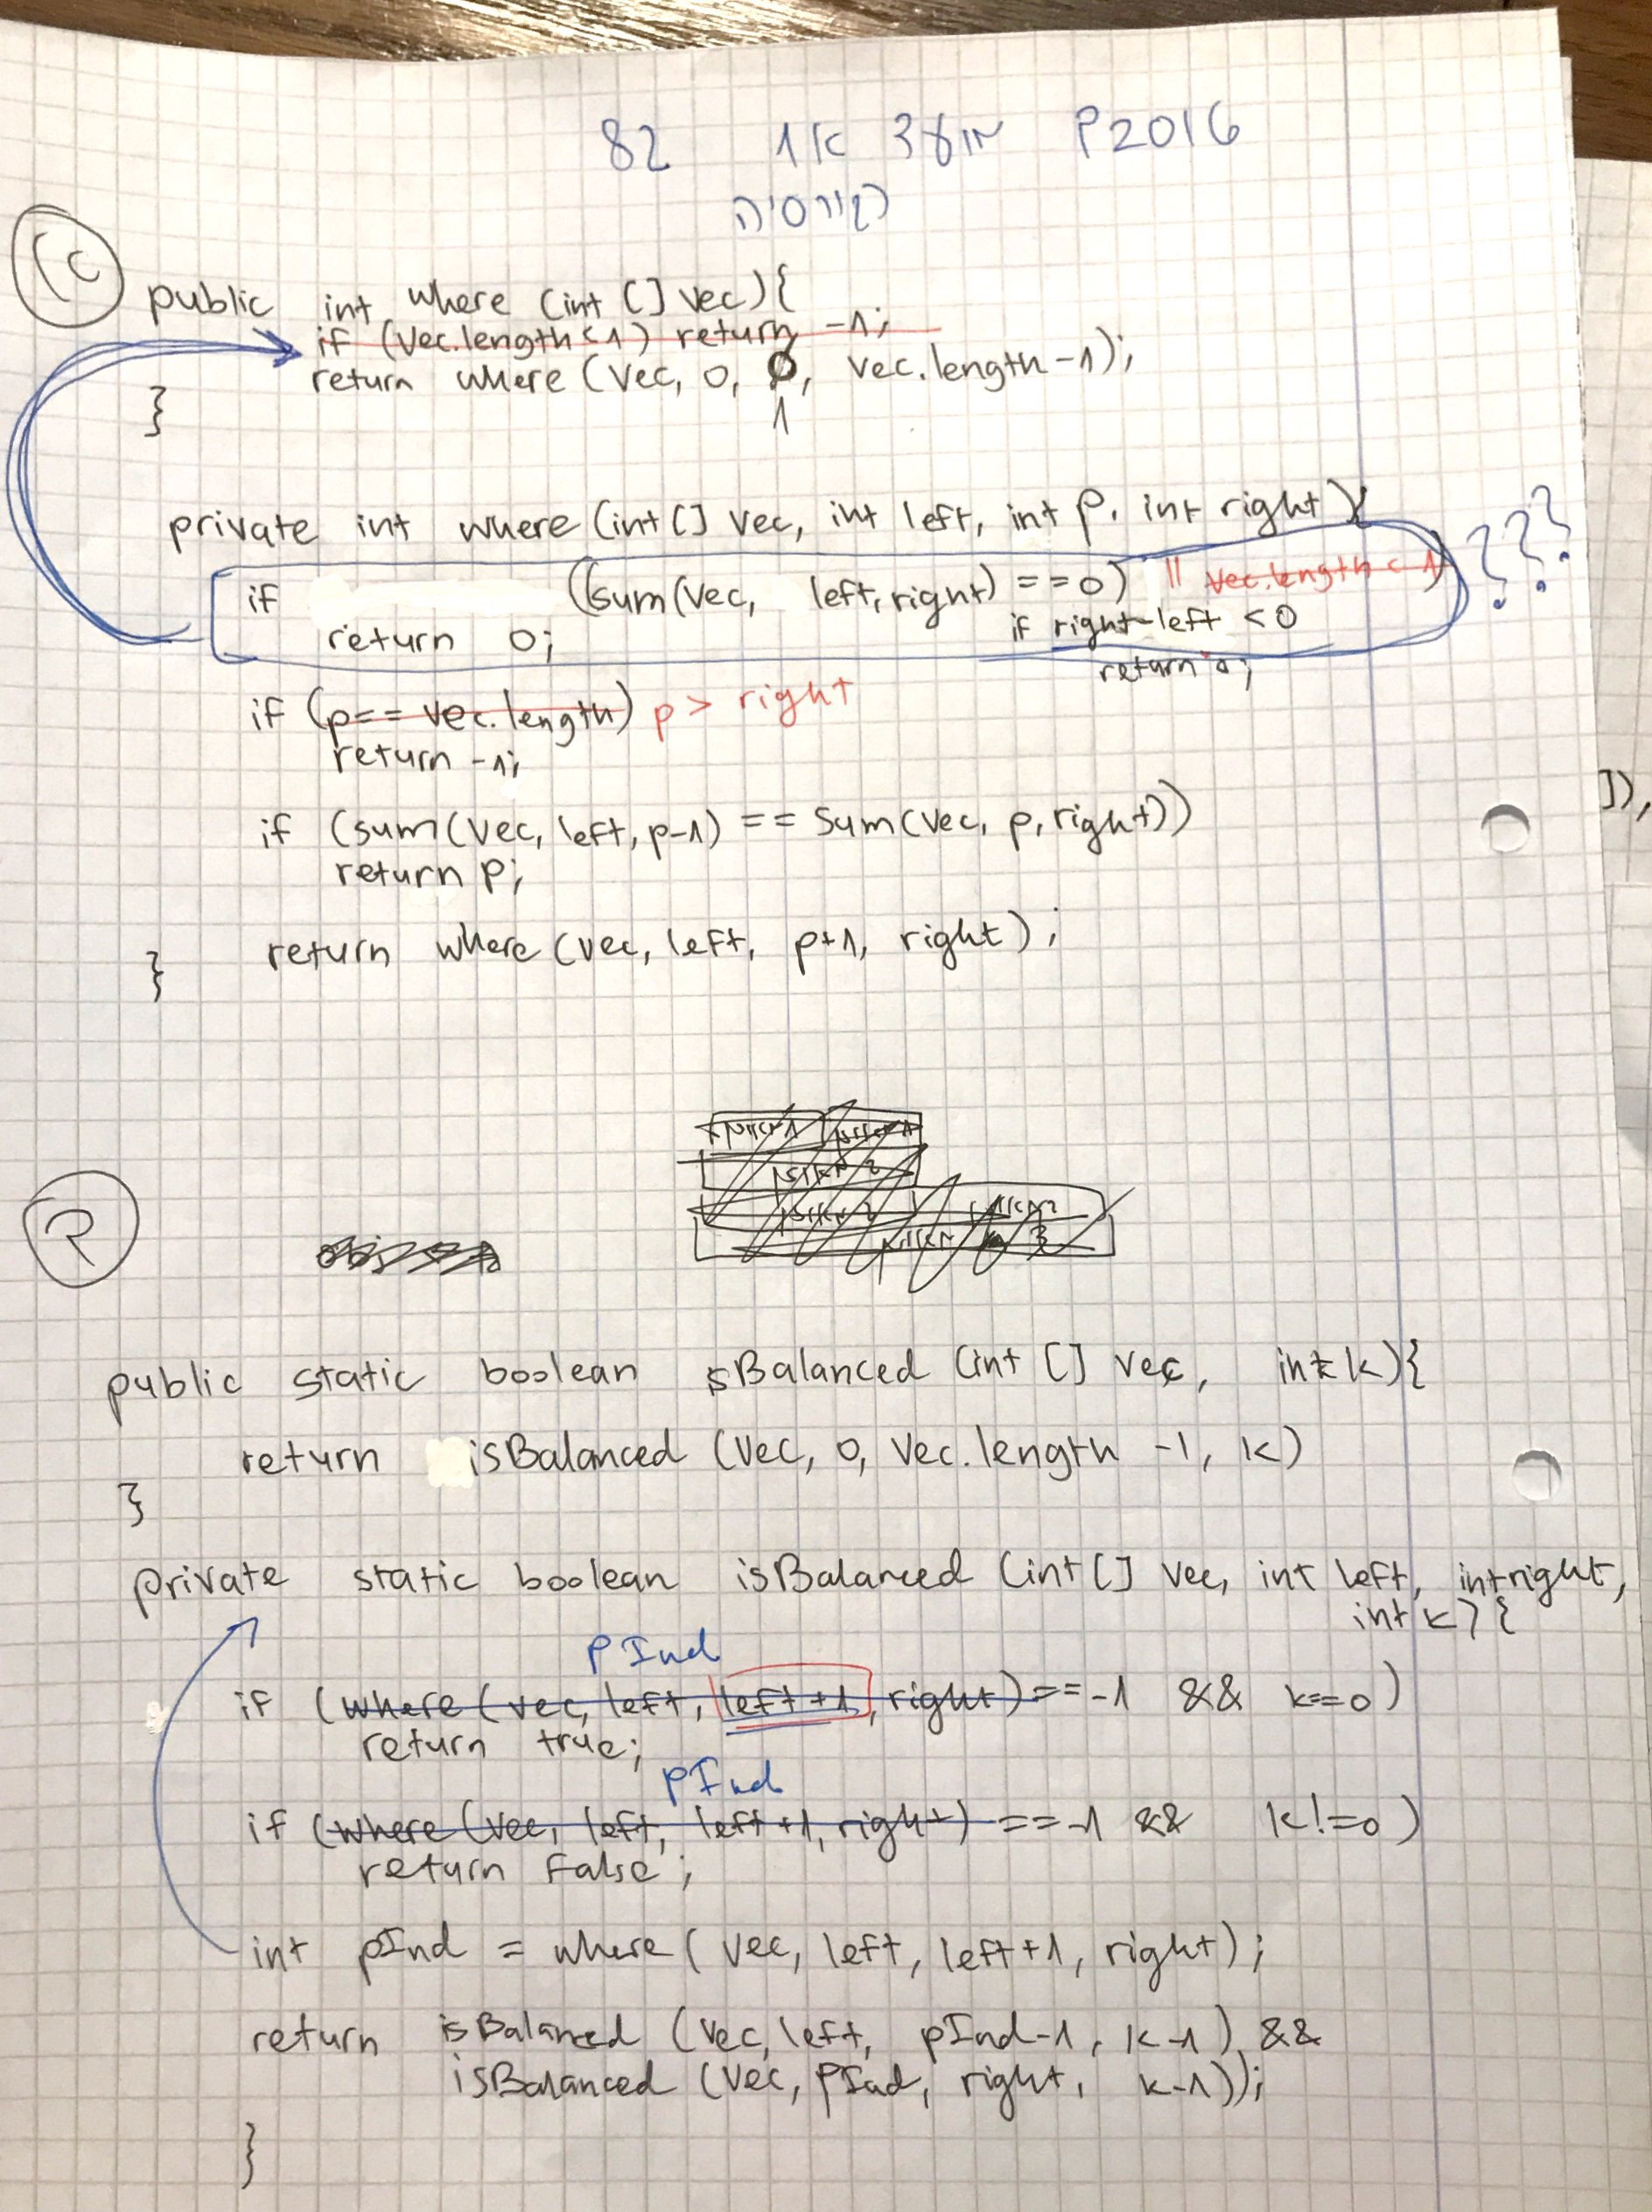 82 א1 מועד P2016
רקורסיה
public int where (int [] vec){
if (vec.length<1) return -1;
return where (vec, 0, 0, vec.length-1);
1
}
private int where (int[] vec, int left, int p, int right){
if ((sum(vec, left,right) ==0) || vec.length < 1)
???
return 0; if right-left <0
return 0;
if (p== vec.length) p> right
return -1;
]),
if (sum(vec, left, p-1) == sum(vec, p, right))
return p;
return where (vec, left, p+1, right);
}
public static boolean isBalanced (int [] vec, int k){
return isBalanced (vec, 0, vec.length -1, k)
}
private static boolean isBalanced (int[] vec, int left, int right,
int k) {
pInd
if (where (vec, left, left+1, right)==-1 && k==0)
return true;
pInd
if (where (vec, left, left+1, right) ==-1 && k!=0)
return false;
int pInd = where ( vec, left, left+1, right);
return isBalanced (vec, left, pInd-1, k-1) &&
isBalanced (vec, pInd, right, k-1));
}